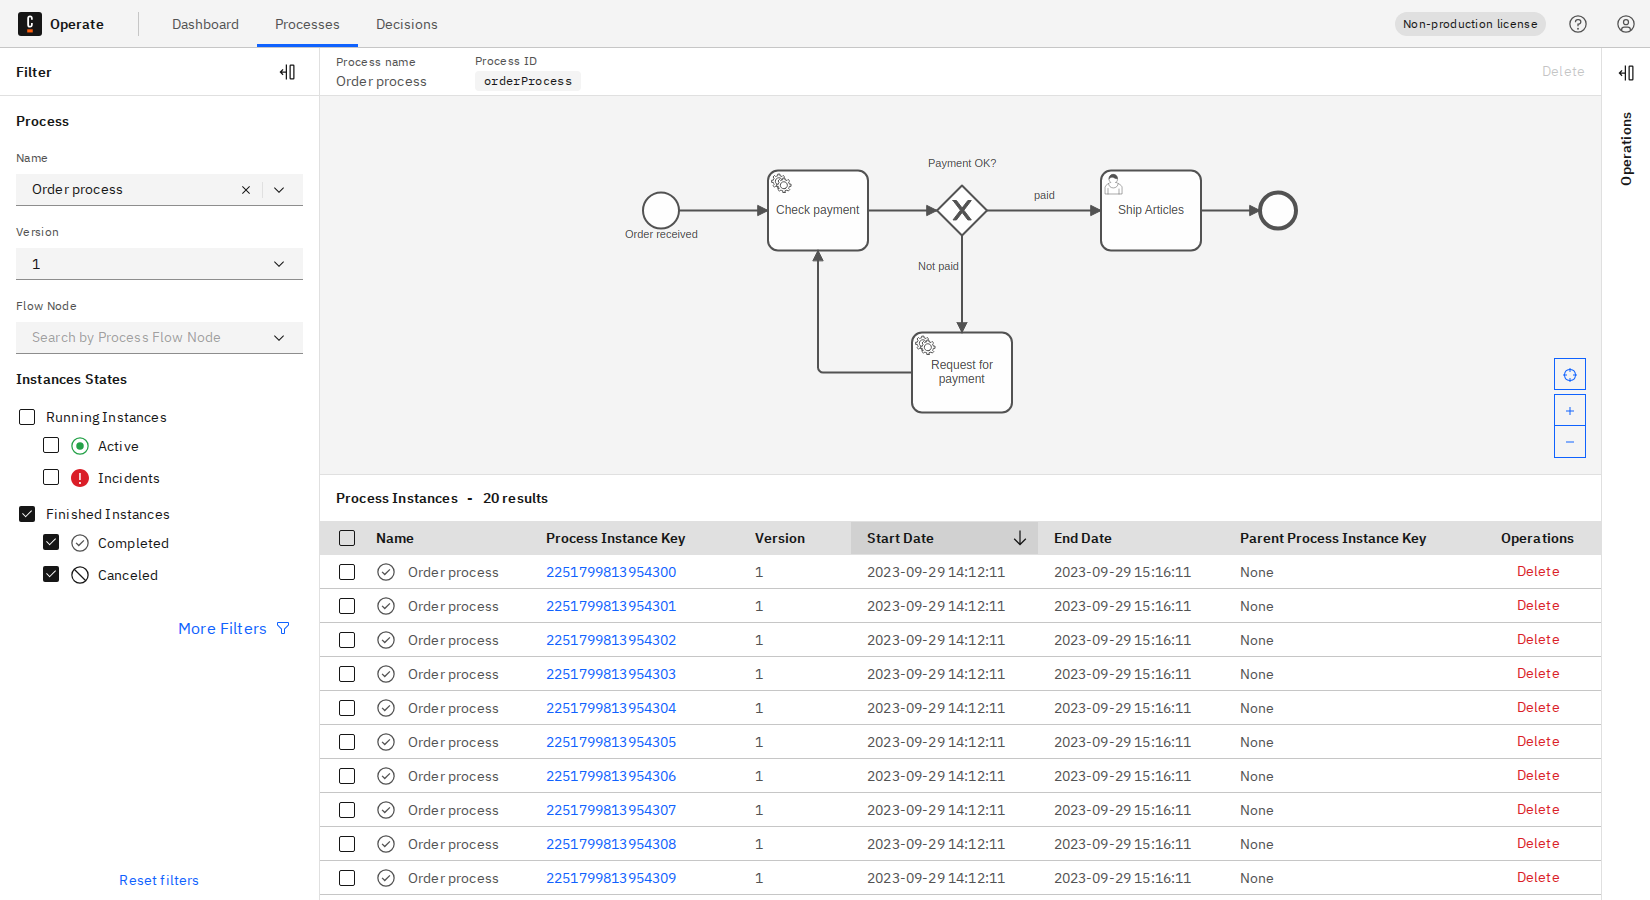 Operate Dashboard Processes Decisions Non-production license
Filter
Process name Process ID
Order process orderProcess
Delete
Operations
Process
Name
Order process
Version
1
Flow Node
Search by Process Flow Node
Instances States
Running Instances
Active
Incidents
Finished Instances
Completed
Canceled
More Filters
Reset filters
Payment OK?
Order received
Check payment
paid
Ship Articles
Not paid
Request for
payment
Process Instances - 20 results
Name Process Instance Key Version Start Date End Date Parent Process Instance Key Operations
Order process 2251799813954300 1 2023-09-29 14:12:11 2023-09-29 15:16:11 None Delete
Order process 2251799813954301 1 2023-09-29 14:12:11 2023-09-29 15:16:11 None Delete
Order process 2251799813954302 1 2023-09-29 14:12:11 2023-09-29 15:16:11 None Delete
Order process 2251799813954303 1 2023-09-29 14:12:11 2023-09-29 15:16:11 None Delete
Order process 2251799813954304 1 2023-09-29 14:12:11 2023-09-29 15:16:11 None Delete
Order process 2251799813954305 1 2023-09-29 14:12:11 2023-09-29 15:16:11 None Delete
Order process 2251799813954306 1 2023-09-29 14:12:11 2023-09-29 15:16:11 None Delete
Order process 2251799813954307 1 2023-09-29 14:12:11 2023-09-29 15:16:11 None Delete
Order process 2251799813954308 1 2023-09-29 14:12:11 2023-09-29 15:16:11 None Delete
Order process 2251799813954309 1 2023-09-29 14:12:11 2023-09-29 15:16:11 None Delete